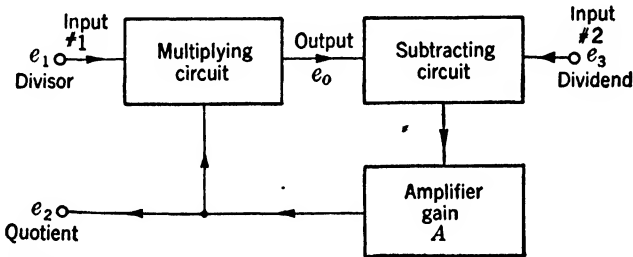 Input
#1
e1
Divisor
Multiplying
circuit
Output
eo
Subtracting
circuit
Input
#2
e3
Dividend
Amplifier
gain
A
e2
Quotient